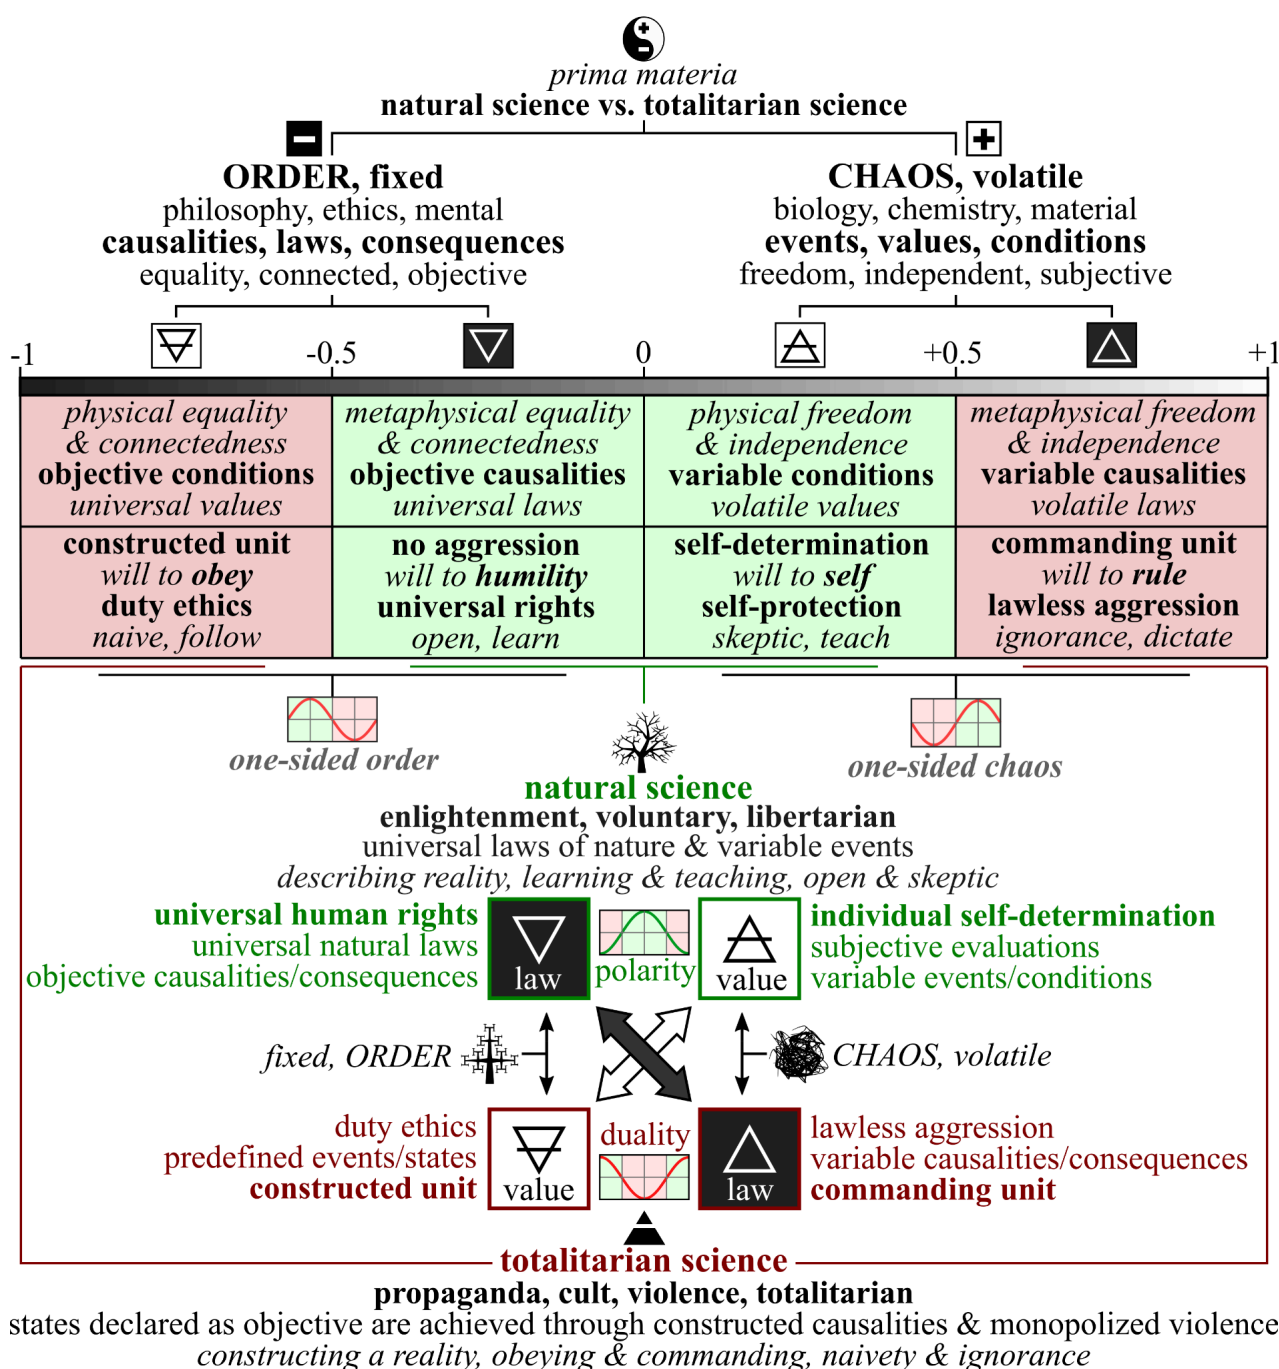 prima materia
natural science vs. totalitarian science
ORDER, fixed
philosophy, ethics, mental
causalities, laws, consequences
equality, connected, objective
CHAOS, volatile
biology, chemistry, material
events, values, conditions
freedom, independent, subjective
-1 -0.5 0 +0.5 +1
physical equality
& connectedness
objective conditions
universal values
metaphysical equality
& connectedness
objective causalities
universal laws
physical freedom
& independence
variable conditions
volatile values
metaphysical freedom
& independence
variable causalities
volatile laws
constructed unit
will to obey
duty ethics
naive, follow
no aggression
will to humility
universal rights
open, learn
self-determination
will to self
self-protection
skeptic, teach
commanding unit
will to rule
lawless aggression
ignorance, dictate
one-sided order
one-sided chaos
natural science
enlightenment, voluntary, libertarian
universal laws of nature & variable events
describing reality, learning & teaching, open & skeptic
universal human rights
universal natural laws
objective causalities/consequences
law
polarity
value
individual self-determination
subjective evaluations
variable events/conditions
fixed, ORDER
CHAOS, volatile
duty ethics
predefined events/states
constructed unit
value
duality
law
lawless aggression
variable causalities/consequences
commanding unit
totalitarian science
propaganda, cult, violence, totalitarian
states declared as objective are achieved through constructed causalities & monopolized violence
constructing a reality, obeying & commanding, naivety & ignorance